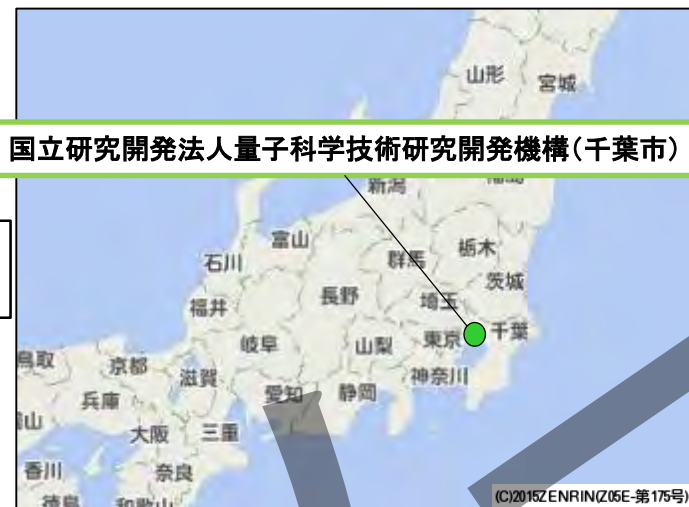 山形
宮城
国立研究開発法人量子科学技術研究開発機構(千葉市)
新潟
富山
栃木
群馬
石川
茨城
長野
埼玉
福井
千葉
東京
岐阜
山梨
鳥取
京都
神奈川
滋賀
愛知
静岡
兵庫
大阪
三重
香川
奈良
(C)2015ZENRIN(Z05E-第175号)